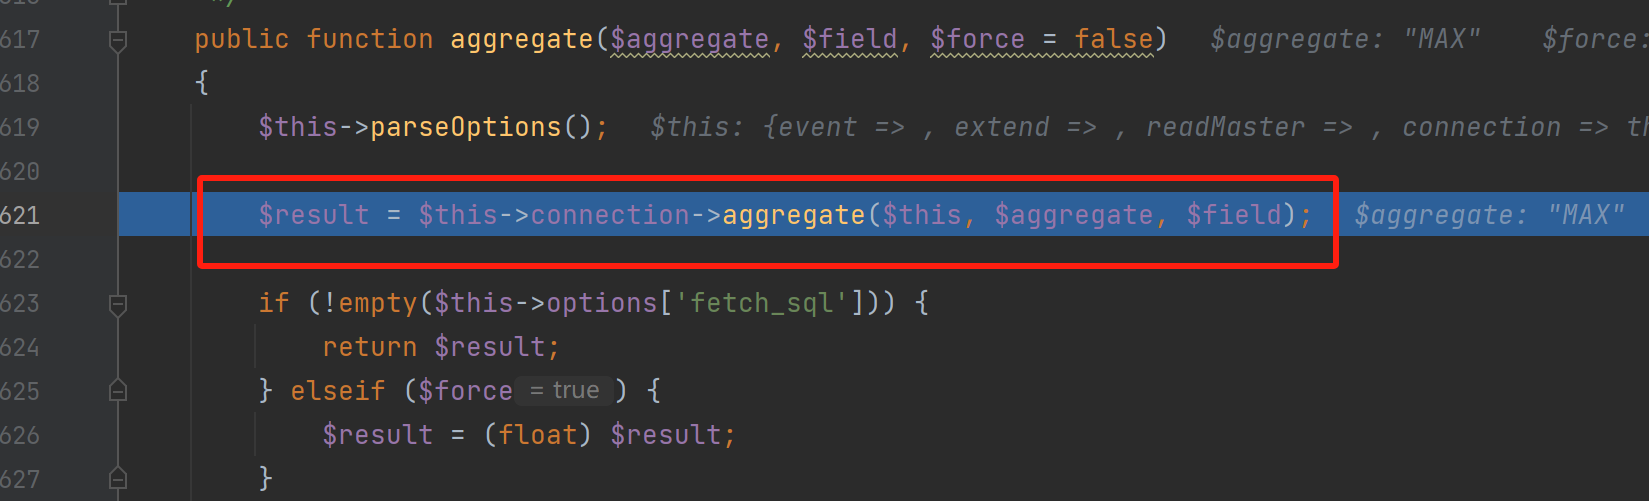 */
617 public function aggregate($aggregate, $field, $force = false) $aggregate: "MAX" $force:
618 {
619 $this->parseOptions(); $this: {event => , extend => , readMaster => , connection => th
620
621 $result = $this->connection->aggregate($this, $aggregate, $field); $aggregate: "MAX"
622
623 if (!empty($this->options['fetch_sql'])) {
624 return $result;
625 } elseif ($force = true ) {
626 $result = (float) $result;
627 }